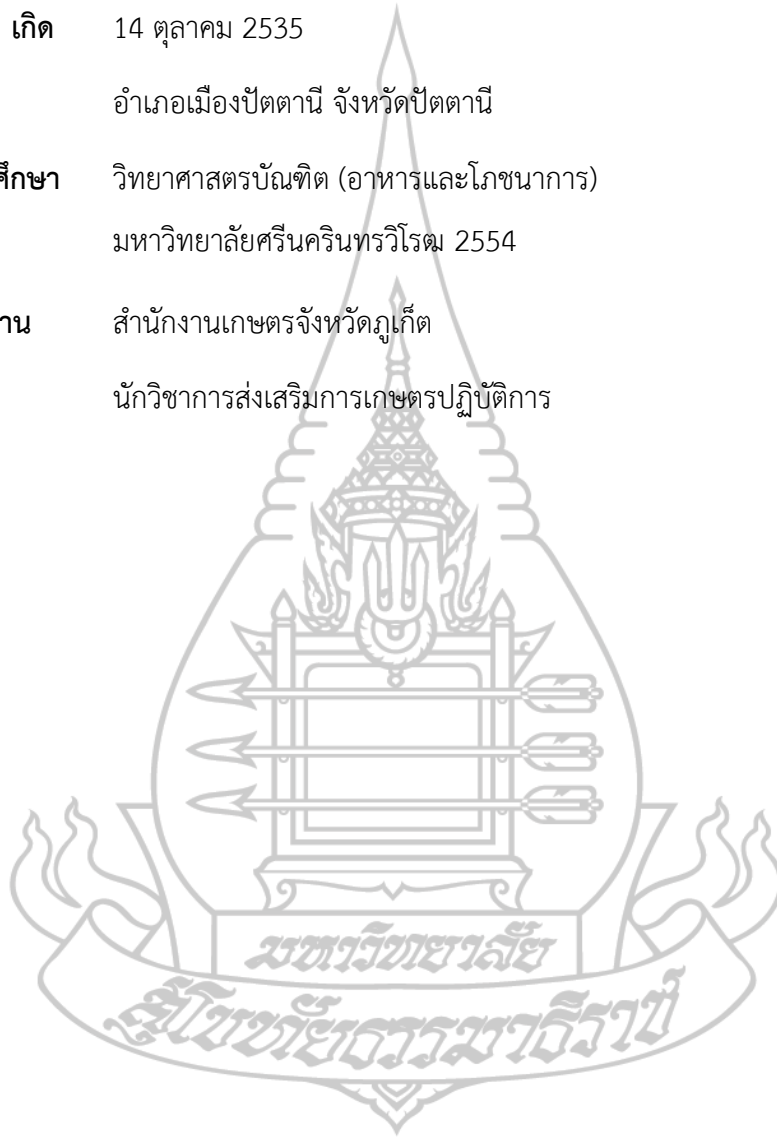 เกิด 14 ตุลาคม 2535
อำเภอเมืองปัตตานี จังหวัดปัตตานี
ศึกษา วิทยาศาสตรบัณฑิต (อาหารและโภชนาการ)
มหาวิทยาลัยศรีนครินทรวิโรฒ 2554
าน สำนักงานเกษตรจังหวัดภูเก็ต
นักวิชาการส่งเสริมการเกษตรปฏิบัติการ
มหาวิทยาลัย
สุโขทัยธรรมาธิราช